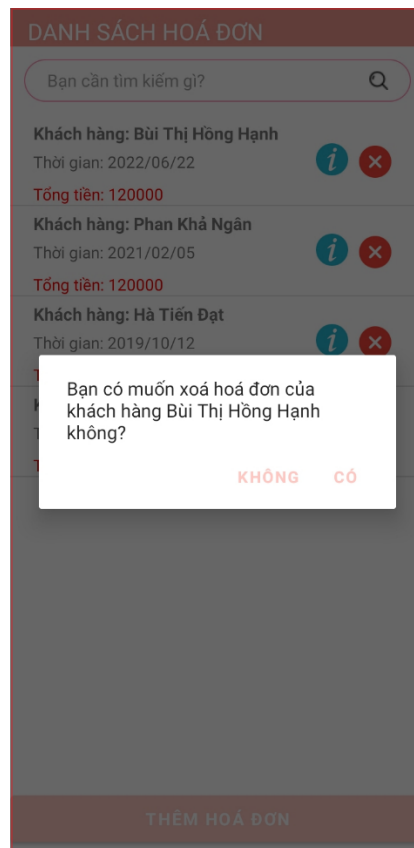 DANH SÁCH HOÁ ĐƠN
Bạn cần tìm kiếm gì?
Khách hàng: Bùi Thị Hồng Hạnh
Thời gian: 2022/06/22
Tổng tiền: 120000
Khách hàng: Phan Khả Ngân
Thời gian: 2021/02/05
Tổng tiền: 120000
Khách hàng: Hà Tiến Đạt
Thời gian: 2019/10/12
Bạn có muốn xoá hoá đơn của
khách hàng Bùi Thị Hồng Hạnh
không?
KHÔNG CÓ
THÊM HOÁ ĐƠN